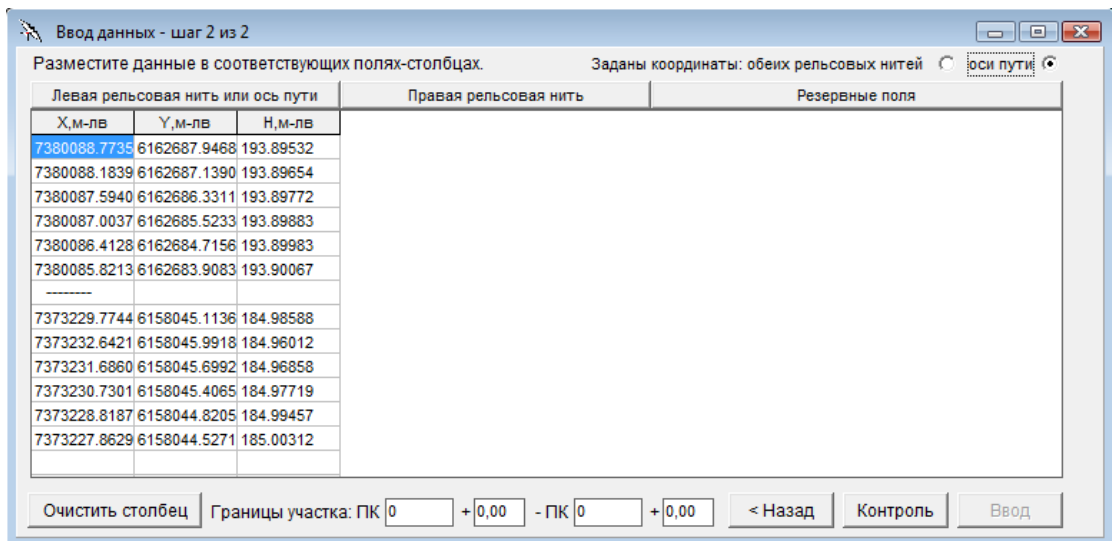 Ввод данных - шаг 2 из 2
Разместите данные в соответствующих полях-столбцах. Заданы координаты: обеих рельсовых нитей оси пути
Левая рельсовая нить или ось пути Правая рельсовая нить Резервные поля
X,м-лв Y,м-лв H,м-лв
7380088.7735 6162687.9468 193.89532
7380088.1839 6162687.1390 193.89654
7380087.5940 6162686.3311 193.89772
7380087.0037 6162685.5233 193.89883
7380086.4128 6162684.7156 193.89983
7380085.8213 6162683.9083 193.90067
--------
7373229.7744 6158045.1136 184.98588
7373232.6421 6158045.9918 184.96012
7373231.6860 6158045.6992 184.96858
7373230.7301 6158045.4065 184.97719
7373228.8187 6158044.8205 184.99457
7373227.8629 6158044.5271 185.00312
Очистить столбец Границы участка: ПК 0 + 0,00 - ПК 0 + 0,00 < Назад Контроль Ввод